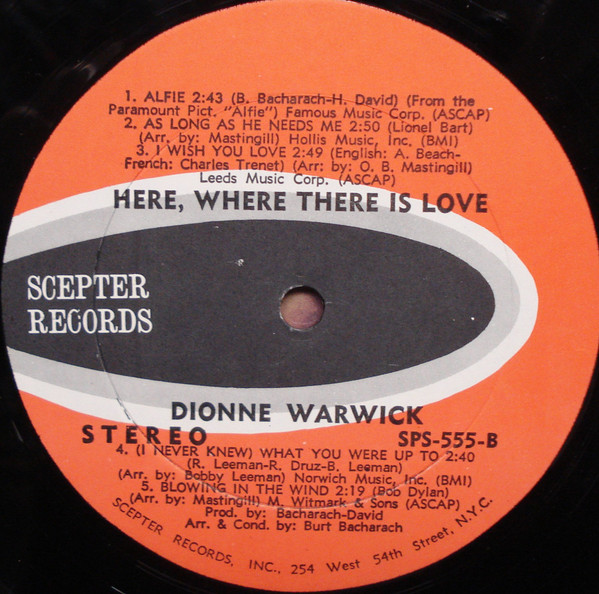 1. ALFIE 2:43 (B. Bacharach-H. David) (From the
Paramount Pict. "Alfie") Famous Music Corp. (ASCAP)
2. AS LONG AS HE NEEDS ME 2:50 (Lionel Bart)
(Arr. by: Mastingill) Hollis Music, Inc. (BMI)
3. I WISH YOU LOVE 2:49 (English: A. Beach-
French: Charles Trenet) (Arr: by: O. B. Mastingill)
Leeds Music Corp. (ASCAP)
HERE, WHERE THERE IS LOVE
SCEPTER
RECORDS
DIONNE WARWICK
STEREO SPS-555-B
4. (I NEVER KNEW) WHAT YOU WERE UP TO 2:40
(R. Leeman-R. Druz-B. Leeman)
(Arr. by: Bobby Leeman) Norwich Music, Inc. (BMI)
5. BLOWING IN THE WIND 2:19 (Bob Dylan)
(Arr. by: Mastingill) M. Witmark & Sons (ASCAP)
Prod. by: Bacharach-David
Arr. & Cond. by: Burt Bacharach
SCEPTER RECORDS, INC., 254 West 54th Street, N.Y.C.